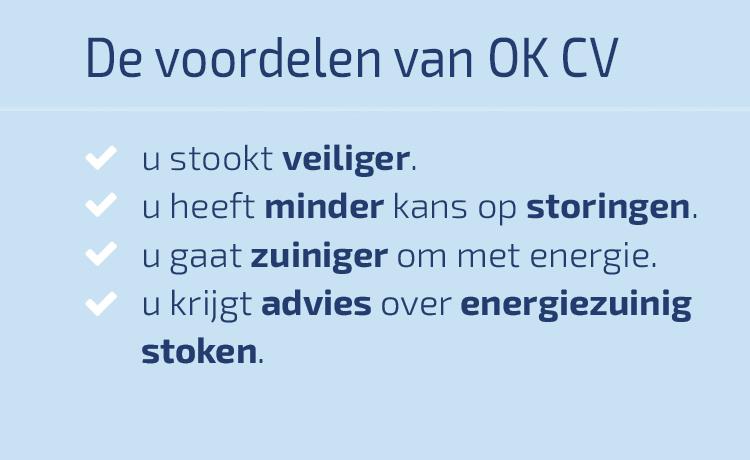 De voordelen van OK CV
u stookt veiliger.
u heeft minder kans op storingen.
u gaat zuiniger om met energie.
u krijgt advies over energiezuinig
stoken.